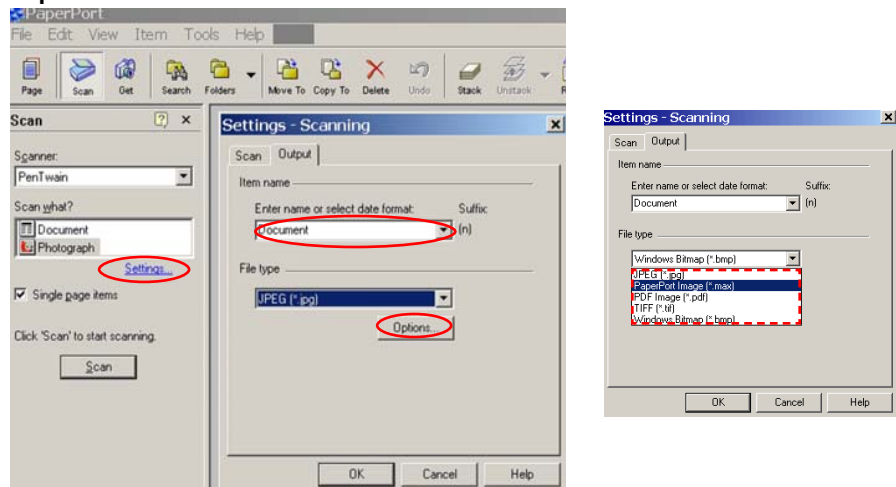 PaperPort
File Edit View Item Tools Help
Page Scan Get Search Folders Move To Copy To Delete Undo Stack Unstack
Scan
Scanner:
PenTwain
Scan what?
Document
Photograph
Settings...
Single page items
Click 'Scan' to start scanning.
Scan
Settings - Scanning
Scan Output
Item name
Enter name or select date format: Suffix:
Document (n)
File type
JPEG (*.jpg)
Options...
OK Cancel Help
Settings - Scanning
Scan Output
Item name
Enter name or select date format: Suffix:
Document (n)
File type
Windows Bitmap (*.bmp)
JPEG (*.jpg)
PaperPort Image (*.max)
PDF Image (*.pdf)
TIFF (*.tif)
Windows Bitmap (*.bmp)
OK Cancel Help